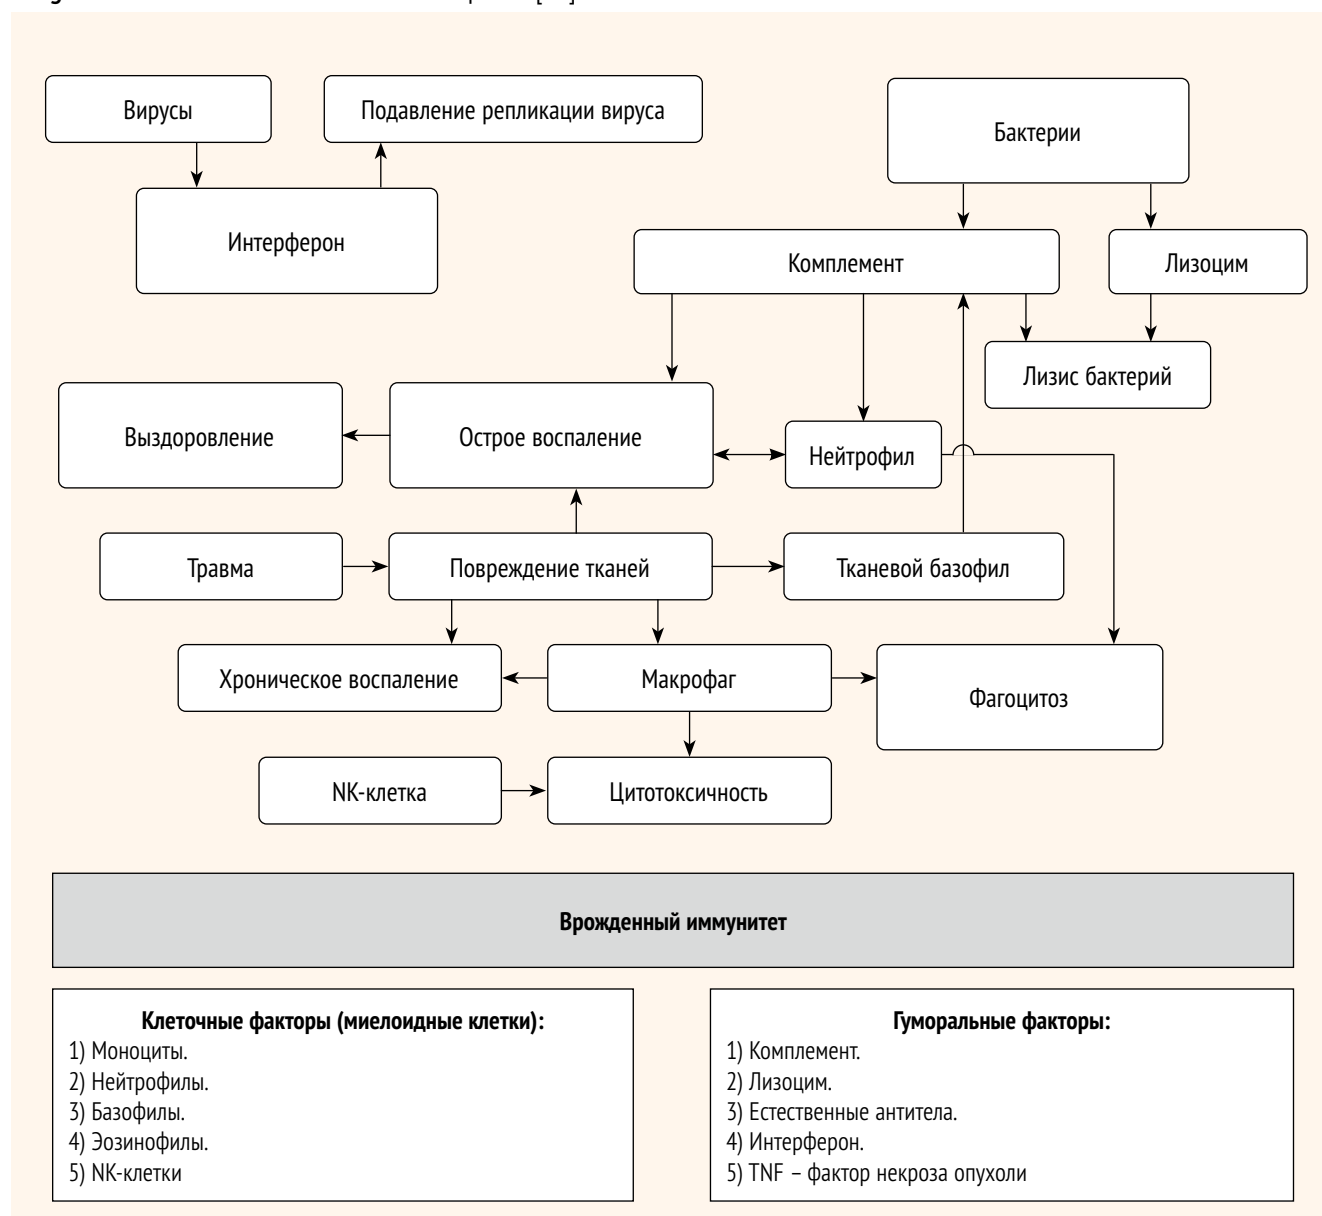 Вирусы
Подавление репликации вируса
Бактерии
Интерферон
Комплемент
Лизоцим
Лизис бактерий
Выздоровление
Острое воспаление
Нейтрофил
Травма
Повреждение тканей
Тканевой базофил
Хроническое воспаление
Макрофаг
Фагоцитоз
NK-клетка
Цитотоксичность
Врожденный иммунитет
Клеточные факторы (миелоидные клетки):
1) Моноциты.
2) Нейтрофилы.
3) Базофилы.
4) Эозинофилы.
5) NK-клетки
Гуморальные факторы:
1) Комплемент.
2) Лизоцим.
3) Естественные антитела.
4) Интерферон.
5) TNF – фактор некроза опухоли